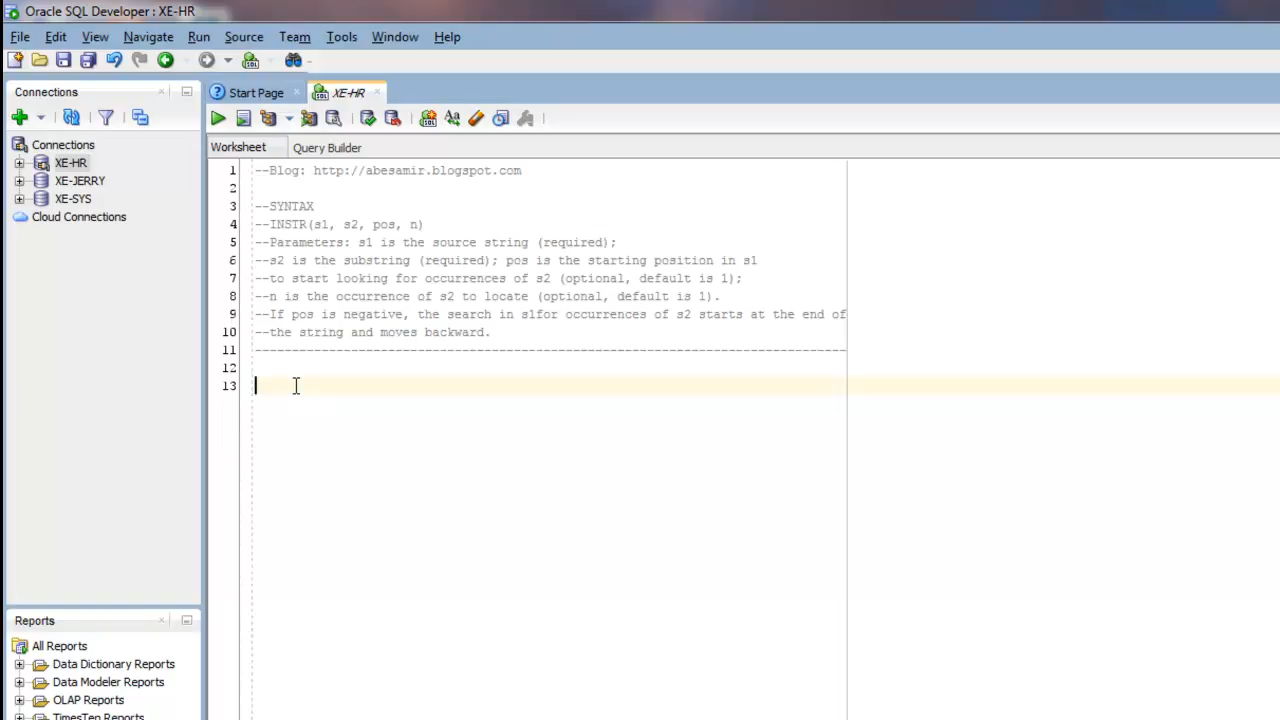 Oracle SQL Developer : XE-HR
File Edit View Navigate Run Source Team Tools Window Help
Connections
Connections
XE-HR
XE-JERRY
XE-SYS
Cloud Connections
Reports
All Reports
Data Dictionary Reports
Data Modeler Reports
OLAP Reports
TimesTen Reports
Start Page XE-HR
Worksheet Query Builder
1 --Blog: http://abesamir.blogspot.com
2
3 --SYNTAX
4 --INSTR(s1, s2, pos, n)
5 --Parameters: s1 is the source string (required);
6 --s2 is the substring (required); pos is the starting position in s1
7 --to start looking for occurrences of s2 (optional, default is 1);
8 --n is the occurrence of s2 to locate (optional, default is 1).
9 --If pos is negative, the search in s1for occurrences of s2 starts at the end of
10 --the string and moves backward.
11 --------------------------------------------------------------------------------
12
13